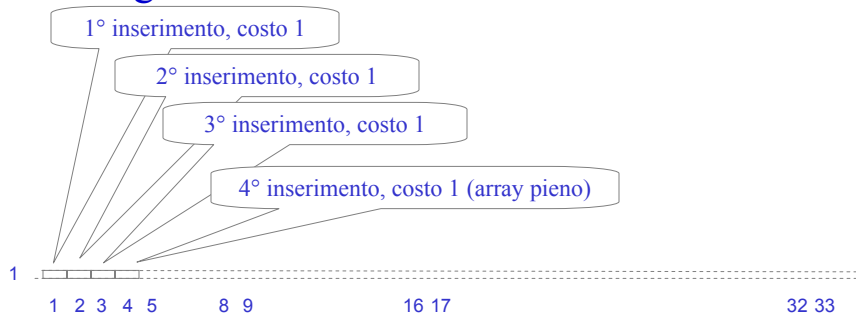 1° inserimento, costo 1
2° inserimento, costo 1
3° inserimento, costo 1
4° inserimento, costo 1 (array pieno)
1
1 2 3 4 5 8 9 16 17 32 33